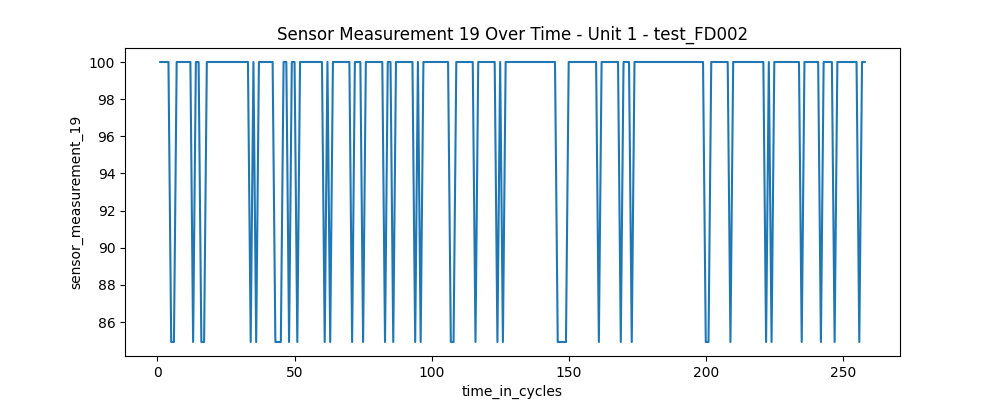 Sensor Measurement 19 Over Time - Unit 1 - test_FD002
100
98
96
94
92
90
88
86
sensor_measurement_19
0 50 100 150 200 250
time_in_cycles